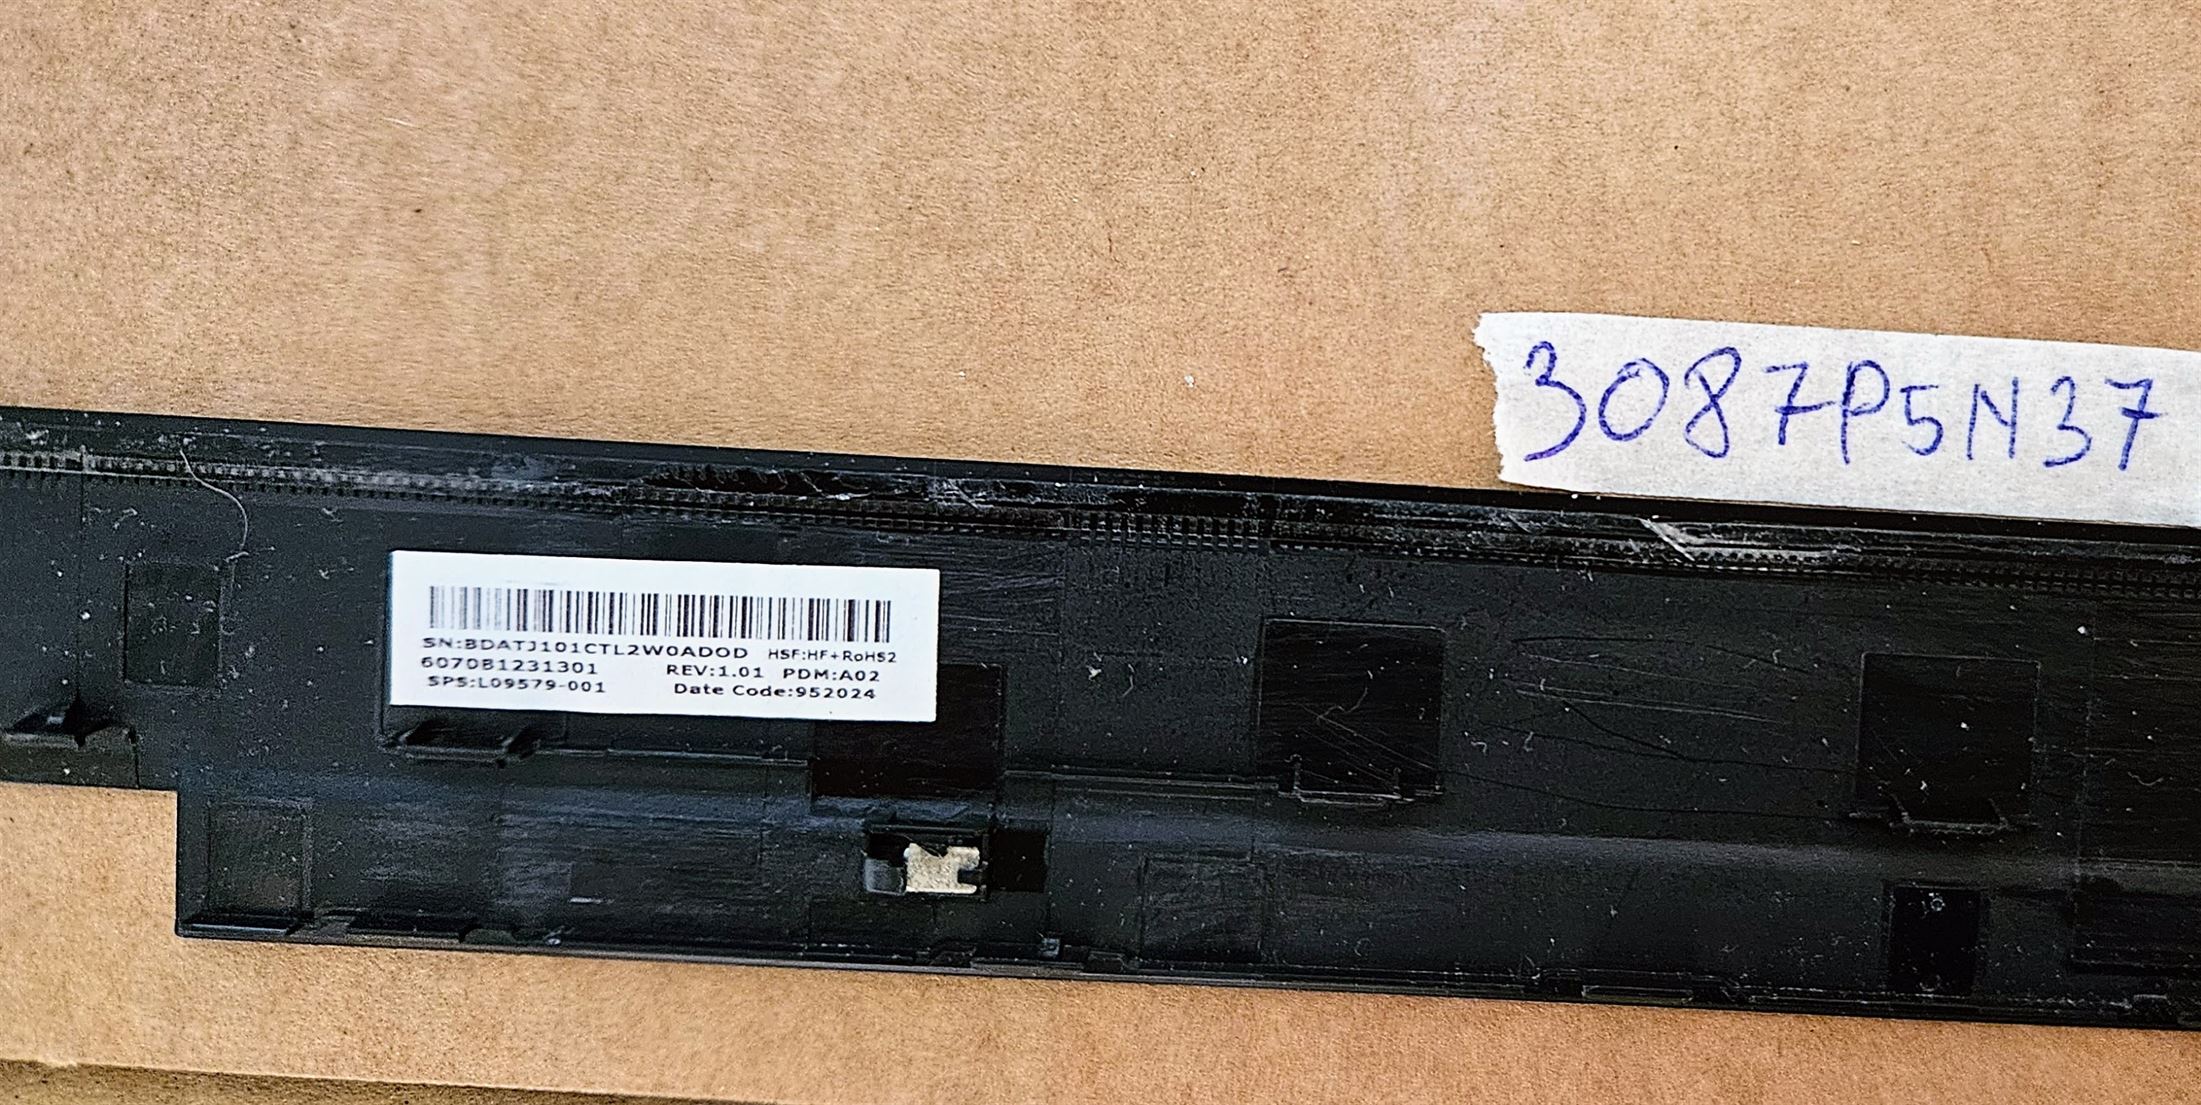 3087P5N37
SN:BDATJ101CTL2W0ADOD HSF:HF+RoHS2
6070B1231301 REV:1.01 PDM:A02
SPS:L09579-001 Date Code:952024